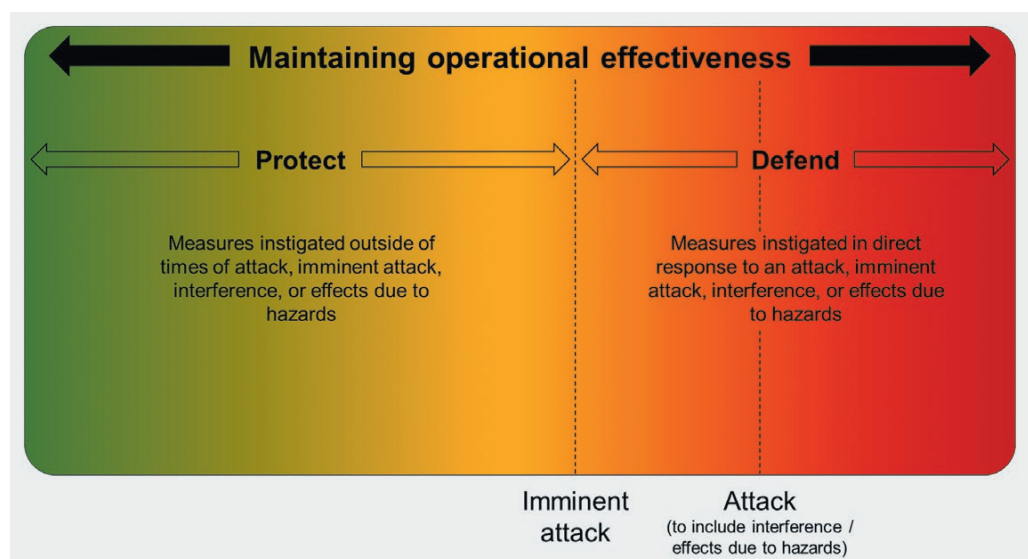 Maintaining operational effectiveness
Protect
Defend
Measures instigated outside of
times of attack, imminent attack,
interference, or effects due to
hazards
Measures instigated in direct
response to an attack, imminent
attack, interference, or effects due
to hazards
Imminent
attack
Attack
(to include interference /
effects due to hazards)